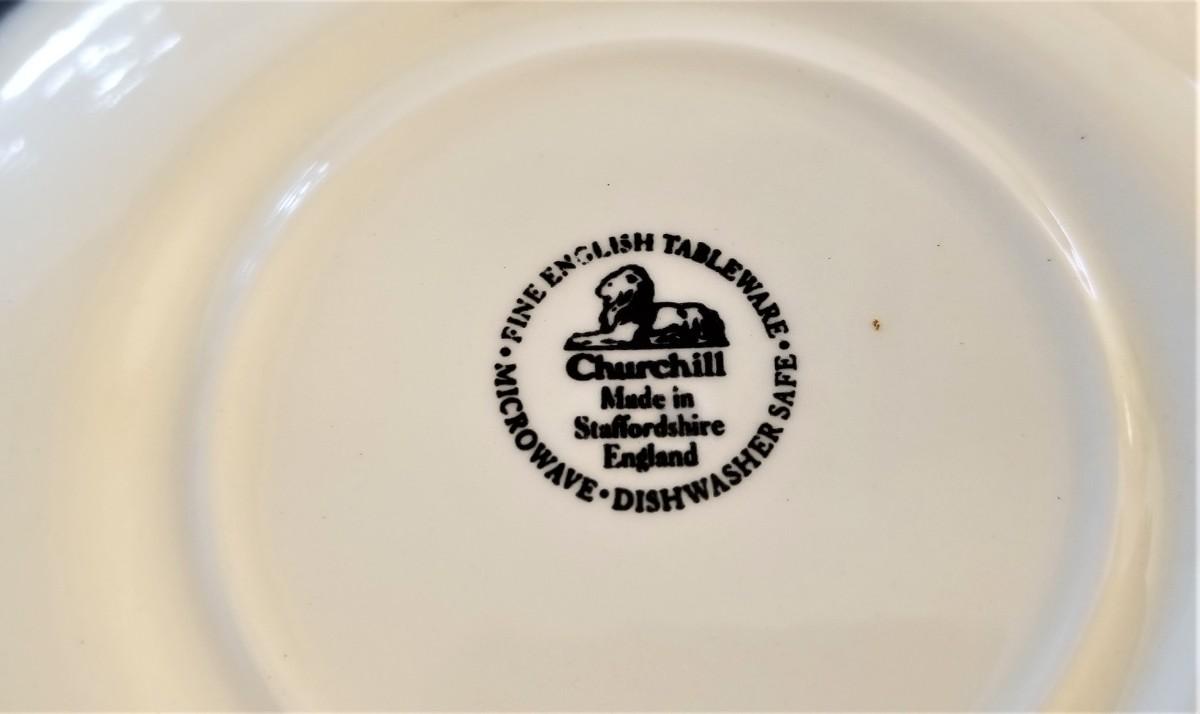 • FINE ENGLISH TABLEWARE •
Churchill
Made in
Staffordshire
England
MICROWAVE • DISHWASHER SAFE